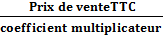 Prix de venteTTC
coefficient multiplicateur